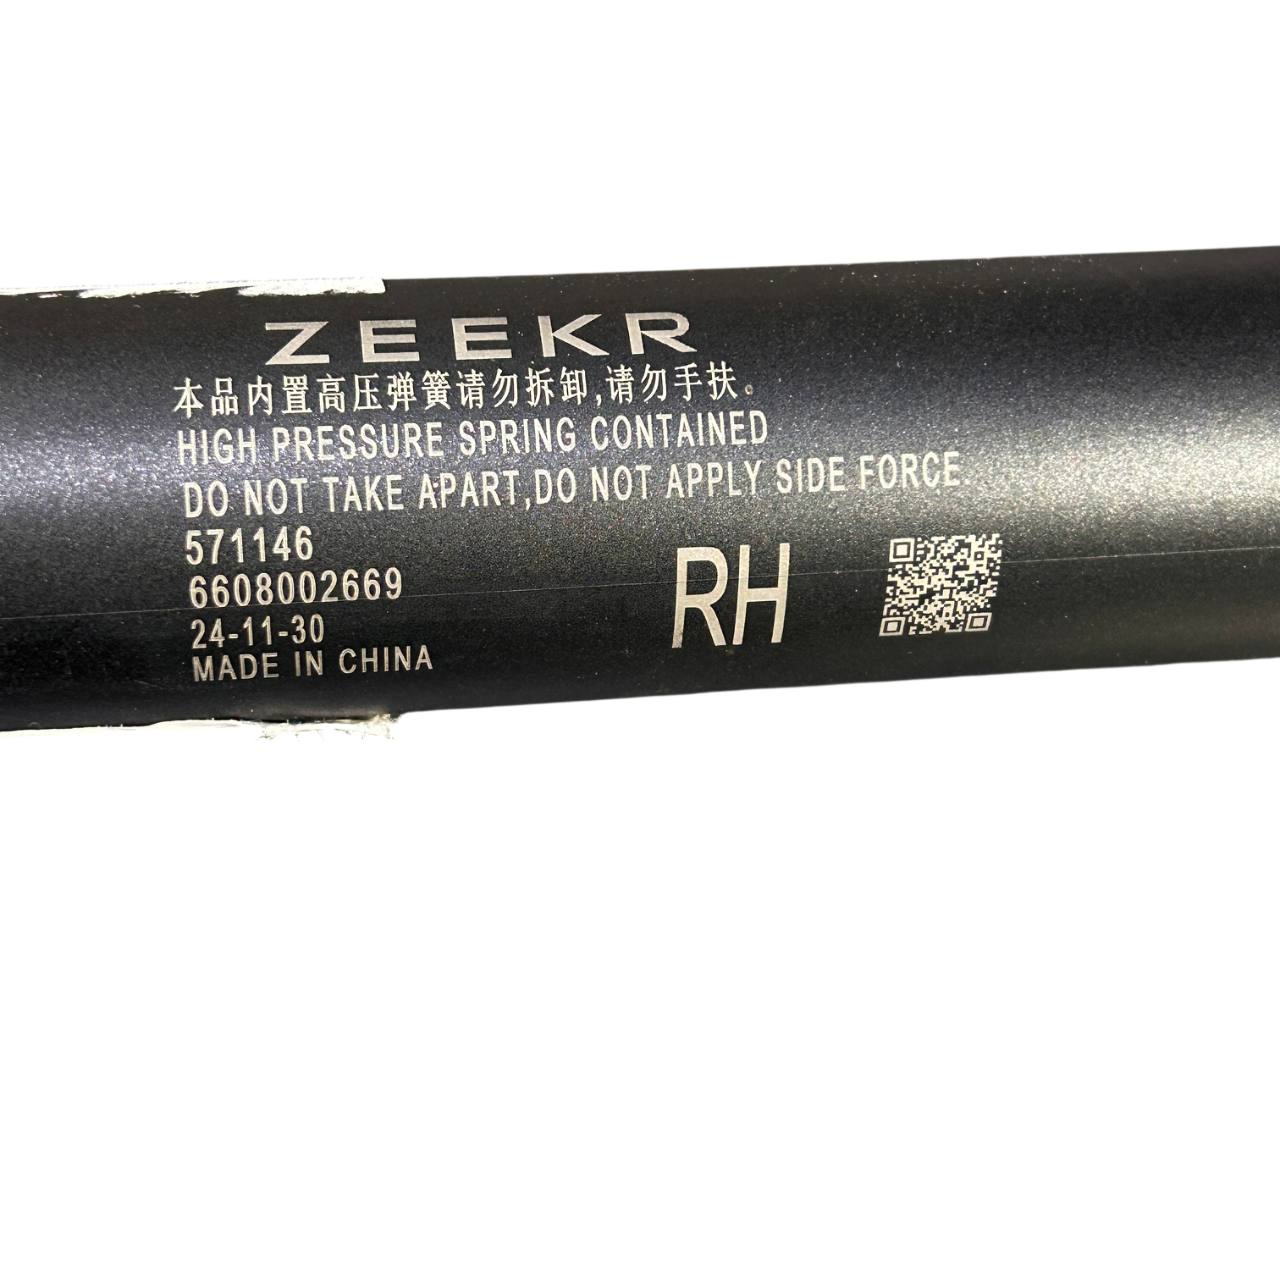 ZEEKR
本品内置高压弹簧请勿拆卸,请勿手扶。
HIGH PRESSURE SPRING CONTAINED
DO NOT TAKE APART,DO NOT APPLY SIDE FORCE.
571146
6608002669
24-11-30
MADE IN CHINA
RH